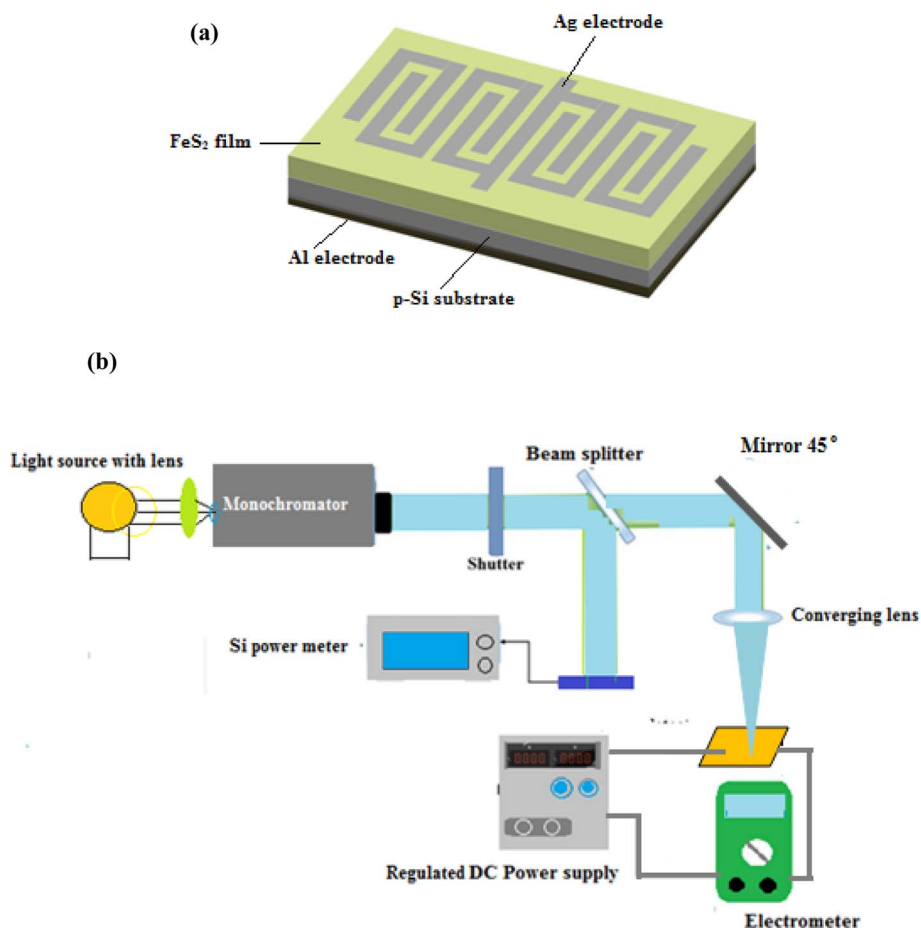 (a)
Ag electrode
FeS₂ film
Al electrode
p-Si substrate
(b)
Mirror 45°
Beam splitter
Light source with lens
Monochromator
Shutter
Converging lens
Si power meter
Regulated DC Power supply
Electrometer